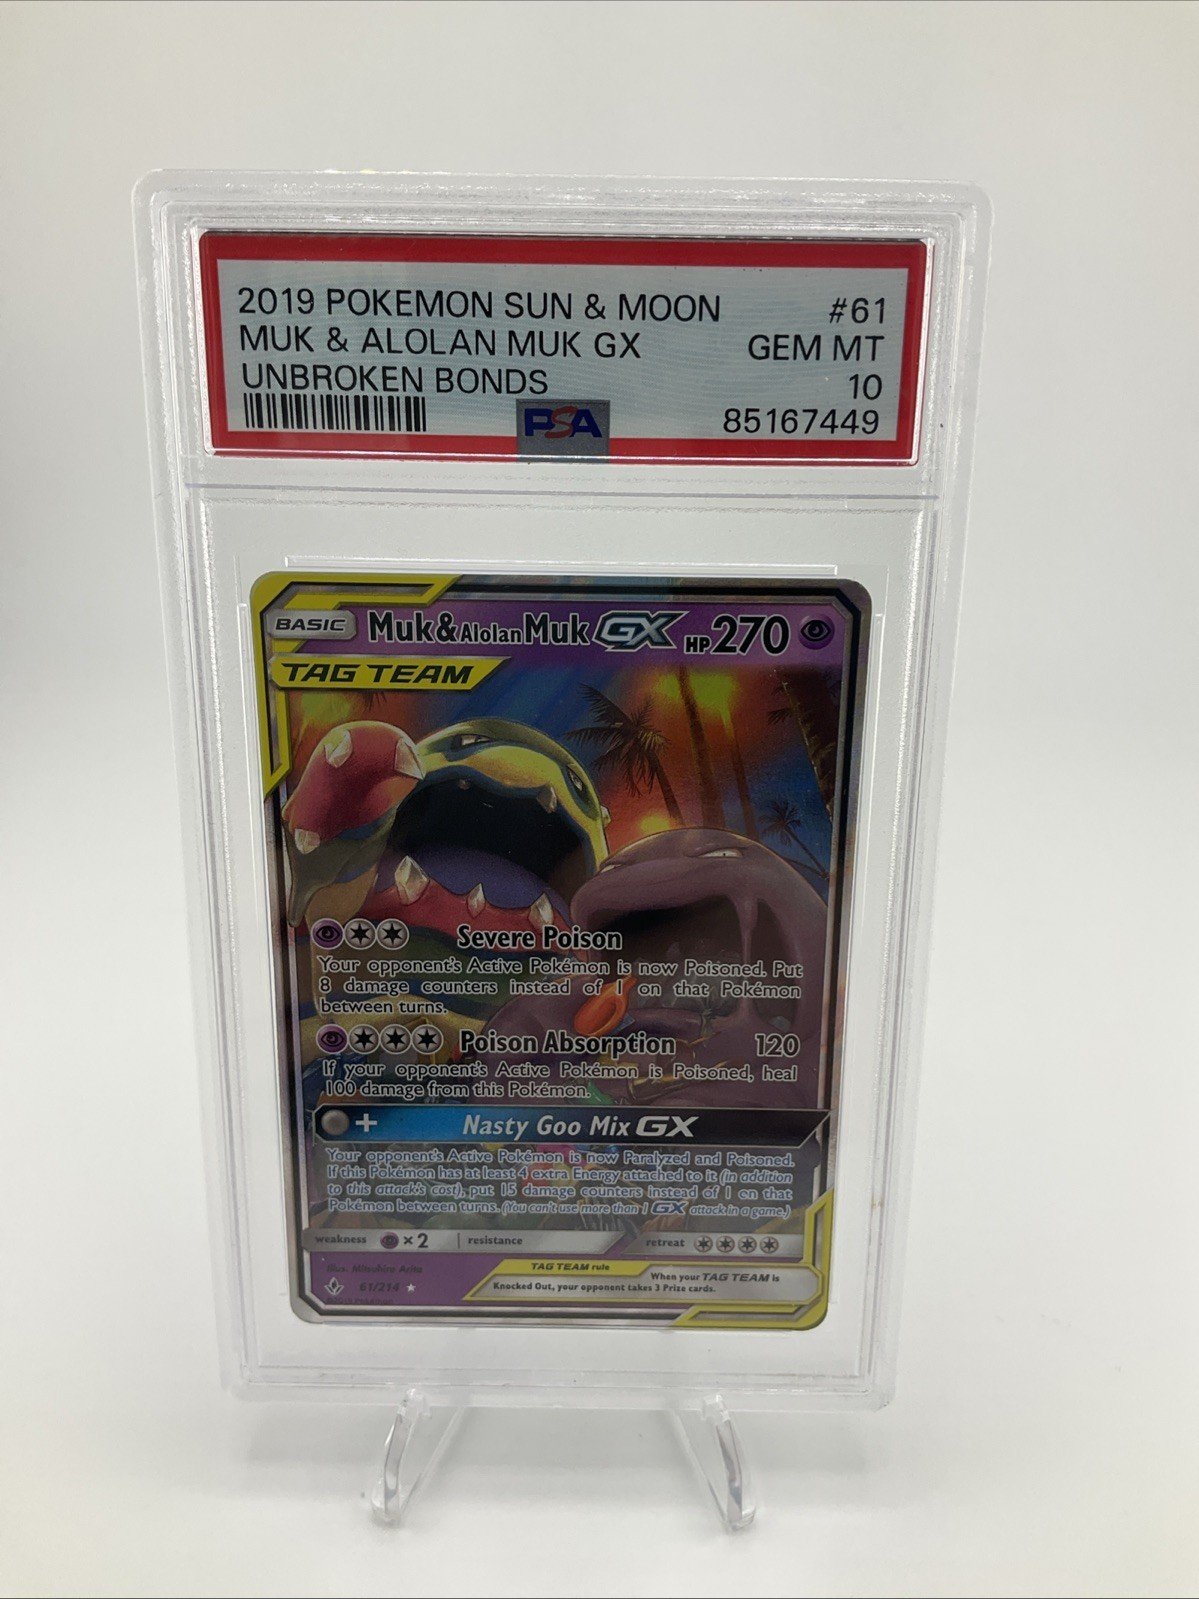 2019 POKEMON SUN & MOON #61
MUK & ALOLAN MUK GX GEM MT
UNBROKEN BONDS 10
PSA 85167449
BASIC Muk & Alolan Muk GX HP 270
TAG TEAM
Severe Poison
Your opponent's Active Pokémon is now Poisoned. Put
8 damage counters instead of 1 on that Pokémon
between turns.
Poison Absorption 120
If your opponent's Active Pokémon is Poisoned, heal
100 damage from this Pokémon.
+ Nasty Goo Mix GX
Your opponent's Active Pokémon is now Paralyzed and Poisoned.
If this Pokémon has at least 4 extra Energy attached to it (in addition
to this attack's cost), put 15 damage counters instead of 1 on that
Pokémon between turns. (You can't use more than 1 GX attack in a game.)
weakness ×2 resistance retreat
Illus. Mitsuhiro Arita
61/214
©2019 Pokémon
TAG TEAM rule When your TAG TEAM is
Knocked Out, your opponent takes 3 Prize cards.